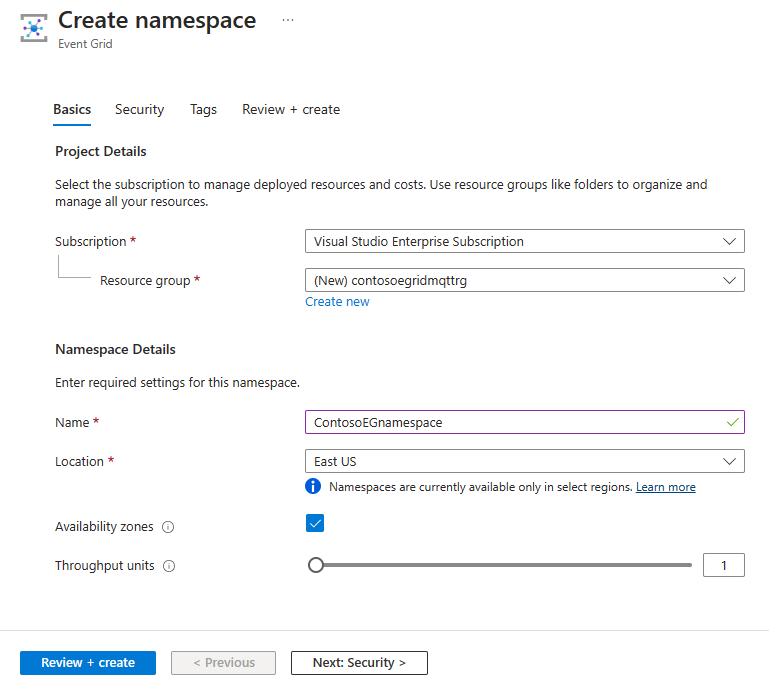 Create namespace ...
Event Grid
Basics Security Tags Review + create
Project Details
Select the subscription to manage deployed resources and costs. Use resource groups like folders to organize and
manage all your resources.
Subscription * Visual Studio Enterprise Subscription
Resource group * (New) contosoegridmqttrg
Create new
Namespace Details
Enter required settings for this namespace.
Name * ContosoEGnamespace
Location * East US
Namespaces are currently available only in select regions. Learn more
Availability zones
Throughput units 1
Review + create < Previous Next: Security >